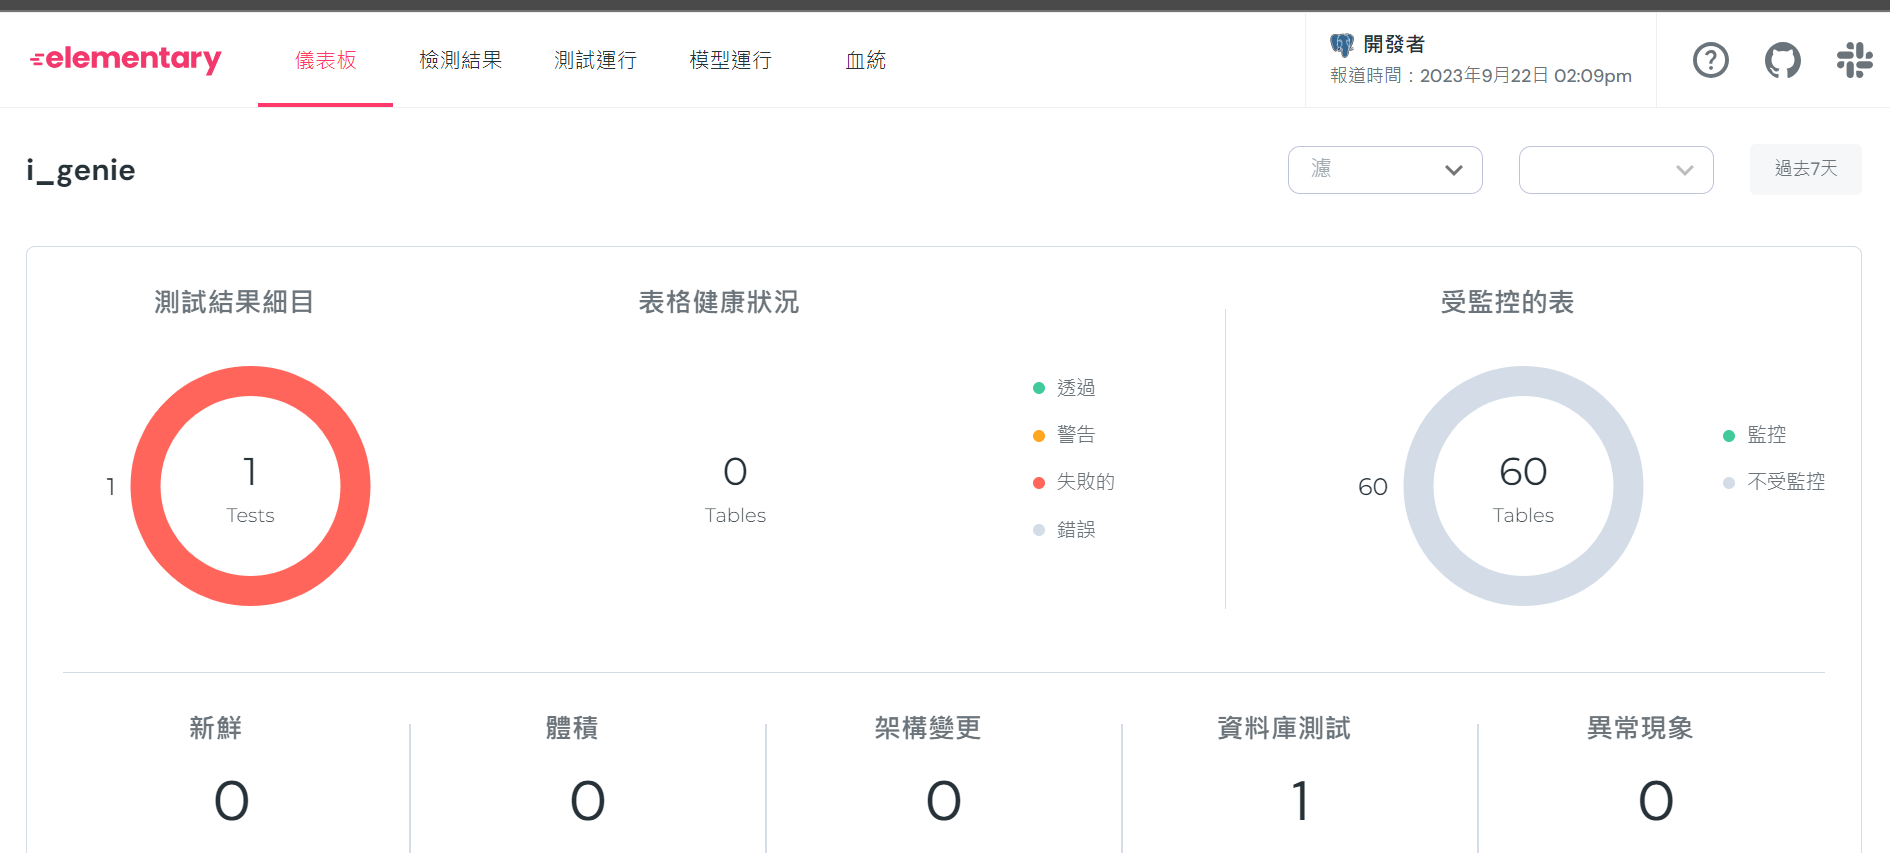 elementary
儀表板
檢測結果
測試運行
模型運行
血統
開發者
報道時間：2023年9月22日 02:09pm
i_genie
濾
過去7天
測試結果細目
表格健康狀況
受監控的表
1
1
Tests
0
Tables
透過
警告
失敗的
錯誤
60
60
Tables
監控
不受監控
新鮮
0
體積
0
架構變更
0
資料庫測試
1
異常現象
0